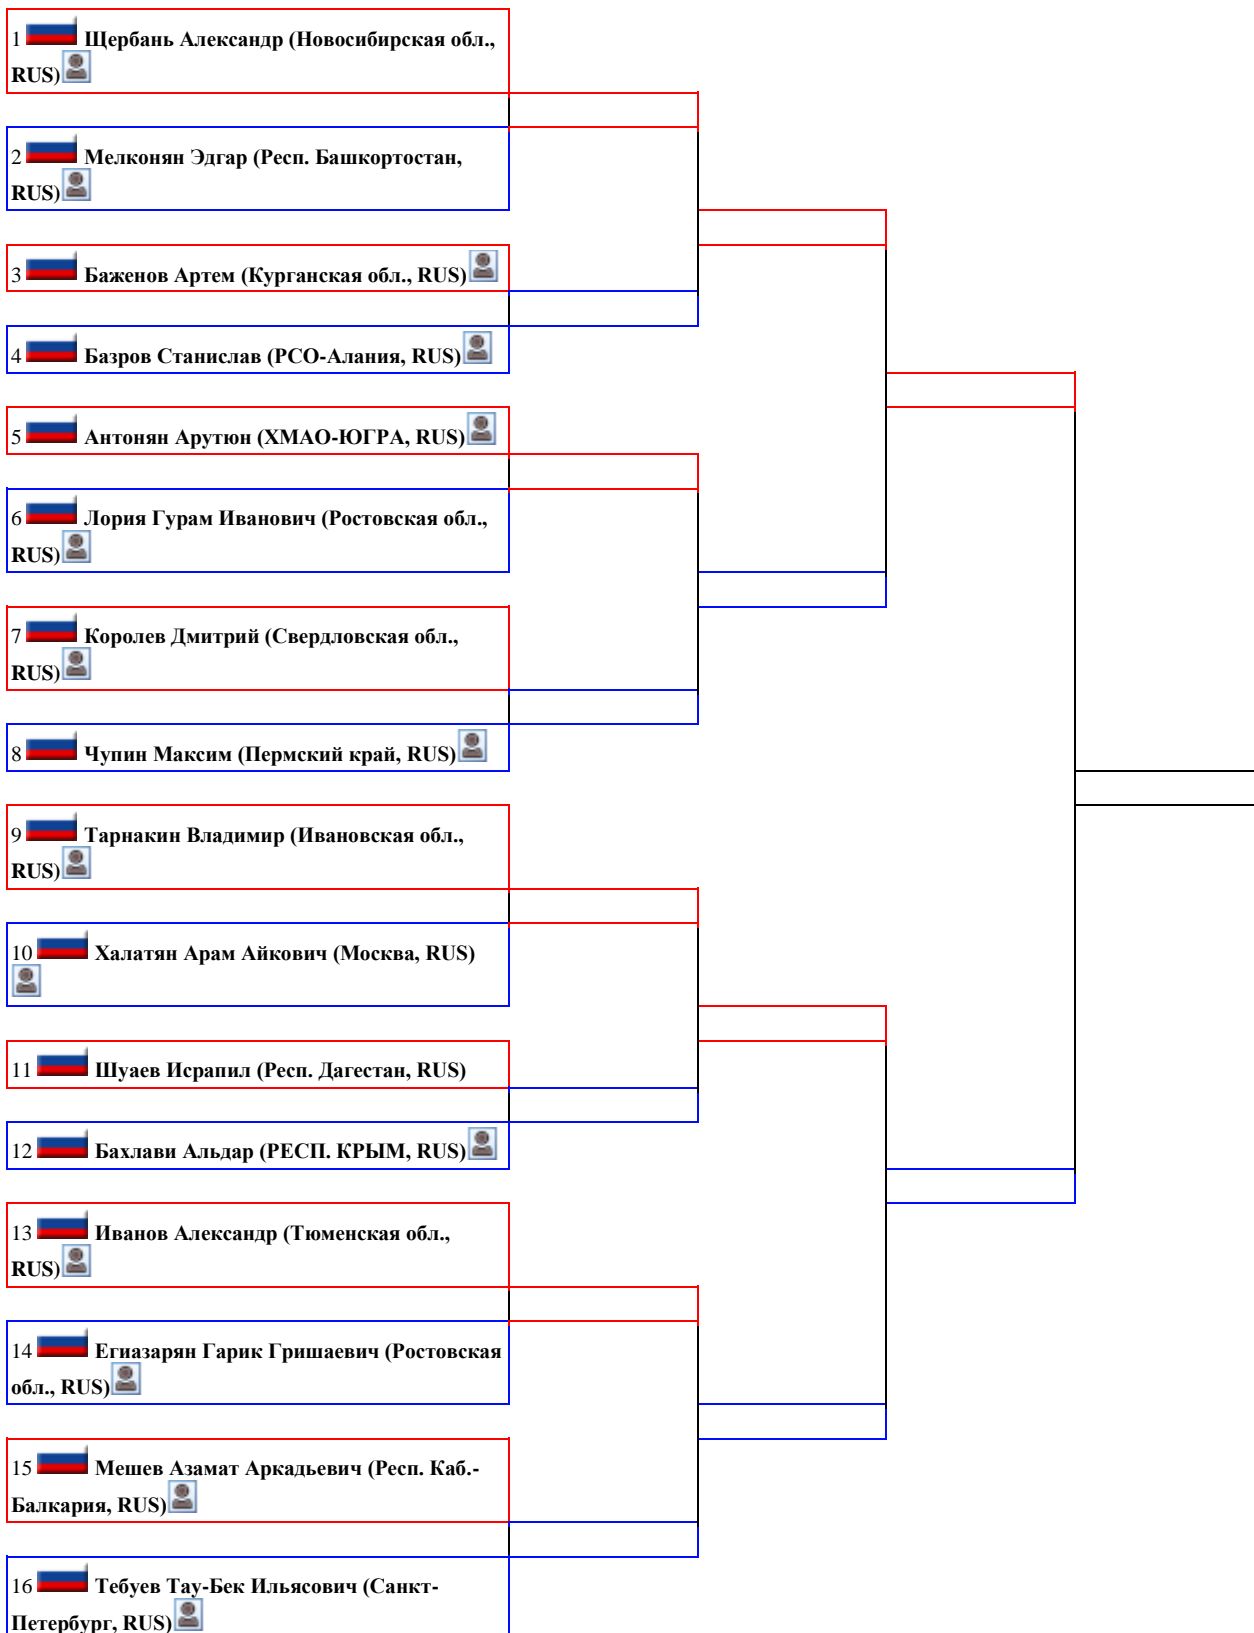 1 Щербань Александр (Новосибирская обл.,
RUS)
2 Мелконян Эдгар (Респ. Башкортостан,
RUS)
3 Баженов Артем (Курганская обл., RUS)
4 Базров Станислав (РСО-Алания, RUS)
5 Антонян Арутюн (ХМАО-ЮГРА, RUS)
6 Лория Гурам Иванович (Ростовская обл.,
RUS)
7 Королев Дмитрий (Свердловская обл.,
RUS)
8 Чупин Максим (Пермский край, RUS)
9 Тарнакин Владимир (Ивановская обл.,
RUS)
10 Халатян Арам Айкович (Москва, RUS)
11 Шуаев Исрапил (Респ. Дагестан, RUS)
12 Бахлави Альдар (РЕСП. КРЫМ, RUS)
13 Иванов Александр (Тюменская обл.,
RUS)
14 Егиазарян Гарик Гришаевич (Ростовская
обл., RUS)
15 Мешев Азамат Аркадьевич (Респ. Каб.-
Балкария, RUS)
16 Тебуев Тау-Бек Ильясович (Санкт-
Петербург, RUS)